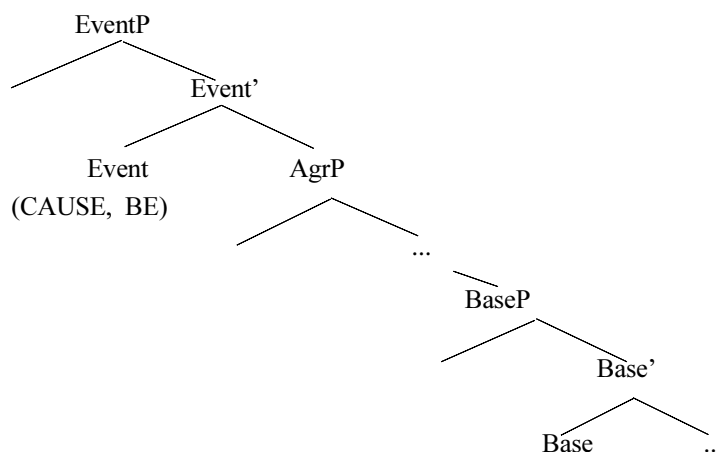 EventP
Event’
Event AgrP
(CAUSE, BE)
...
BaseP
Base’
Base ..